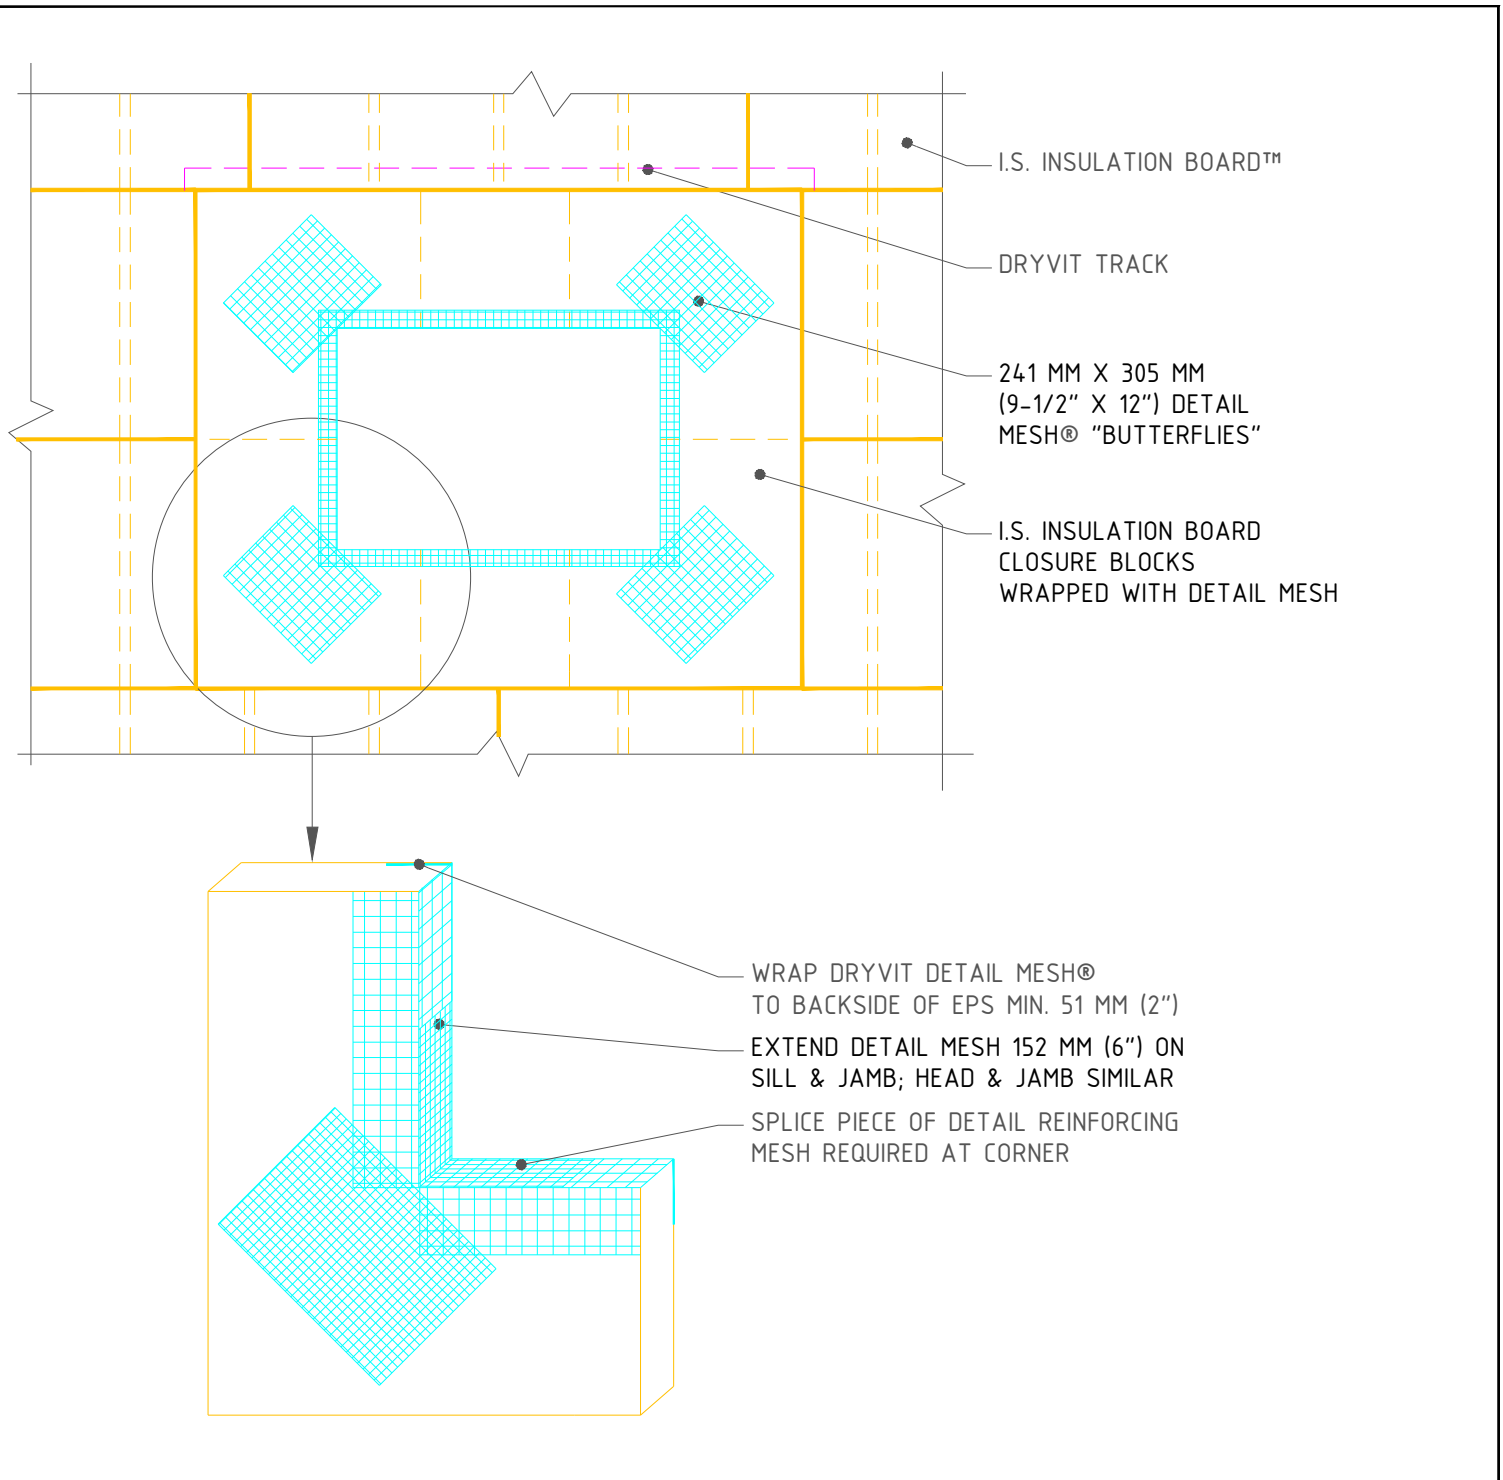 I.S. INSULATION BOARD™
DRYVIT TRACK
241 MM X 305 MM
(9-1/2" X 12") DETAIL
MESH® "BUTTERFLIES"
I.S. INSULATION BOARD
CLOSURE BLOCKS
WRAPPED WITH DETAIL MESH
WRAP DRYVIT DETAIL MESH®
TO BACKSIDE OF EPS MIN. 51 MM (2")
EXTEND DETAIL MESH 152 MM (6") ON
SILL & JAMB; HEAD & JAMB SIMILAR
SPLICE PIECE OF DETAIL REINFORCING
MESH REQUIRED AT CORNER